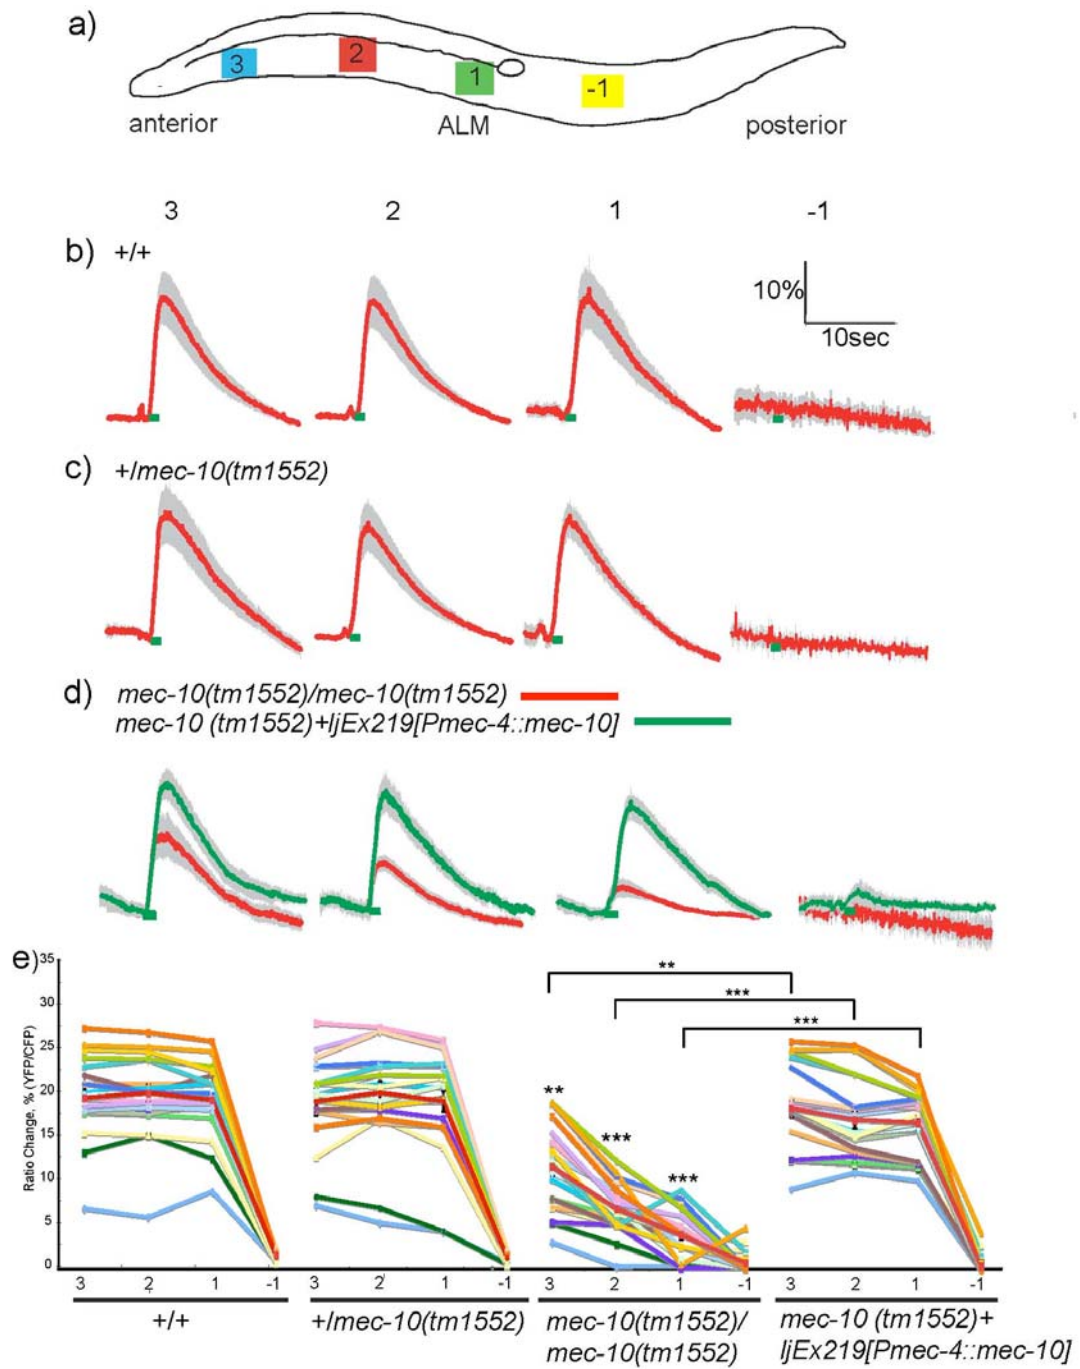 a)
3
2
1
-1
anterior
ALM
posterior
3 2 1 -1
b) +/+
10%
10sec
c) +/mec-10(tm1552)
d) mec-10(tm1552)/mec-10(tm1552)
mec-10 (tm1552)+ljEx219[Pmec-4::mec-10]
e)
Ratio Change, % (YFP/CFP)
35
30
25
20
15
10
5
0
**
***
***
**
***
***
3 2 1 -1
3 2 1 -1
3 2 1 -1
3 2 1 -1
+/+
+/mec-10(tm1552)
mec-10(tm1552)/
mec-10(tm1552)
mec-10 (tm1552)+
ljEx219[Pmec-4::mec-10]